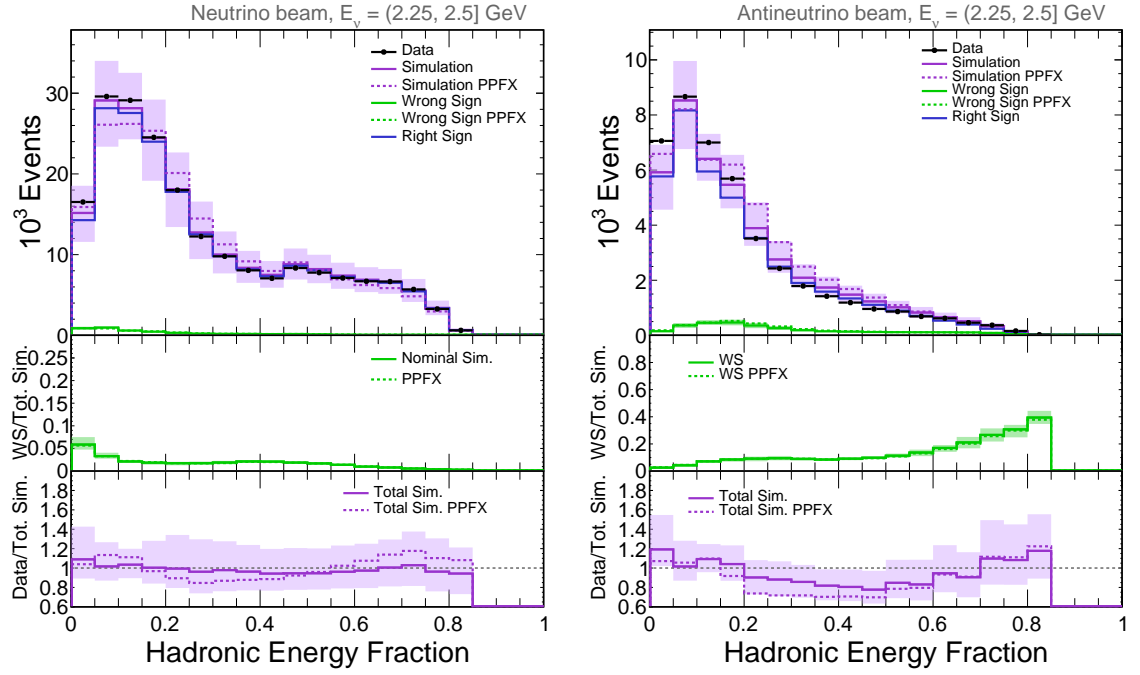 Neutrino beam, E_ν = (2.25, 2.5] GeV
10³ Events
30
20
10
0
Data
Simulation
Simulation PPFX
Wrong Sign
Wrong Sign PPFX
Right Sign
WS/Tot. Sim.
0.25
0.2
0.15
0.1
0.05
0
Nominal Sim.
PPFX
Data/Tot. Sim.
1.8
1.6
1.4
1.2
1
0.8
0.6
Total Sim.
Total Sim. PPFX
0 0.2 0.4 0.6 0.8 1
Hadronic Energy Fraction
Antineutrino beam, E_ν = (2.25, 2.5] GeV
10³ Events
10
8
6
4
2
0
Data
Simulation
Simulation PPFX
Wrong Sign
Wrong Sign PPFX
Right Sign
WS/Tot. Sim.
0.8
0.6
0.4
0.2
0
WS
WS PPFX
Data/Tot. Sim.
1.8
1.6
1.4
1.2
1
0.8
0.6
Total Sim.
Total Sim. PPFX
0 0.2 0.4 0.6 0.8 1
Hadronic Energy Fraction